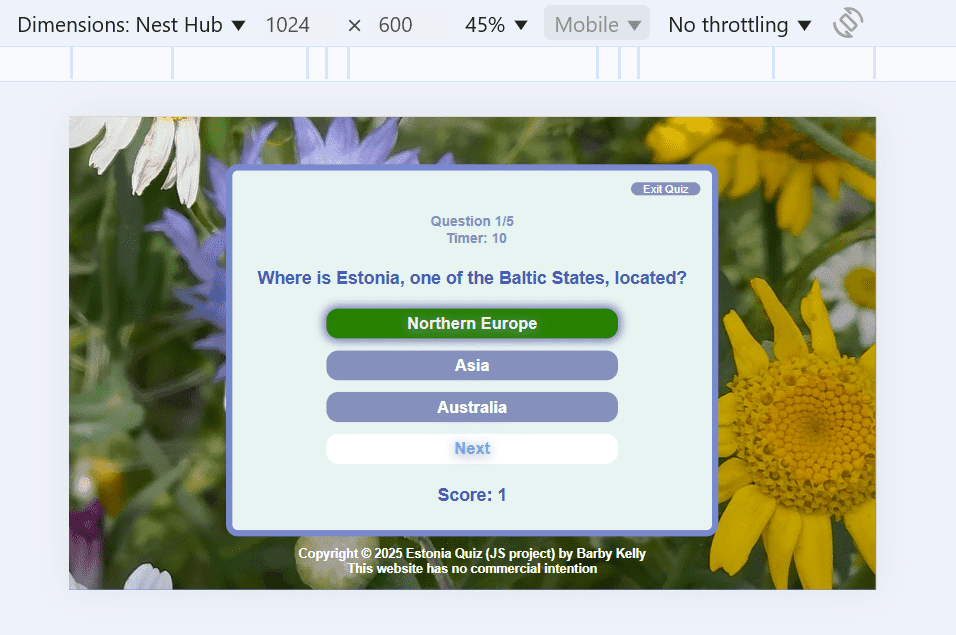 Dimensions: Nest Hub 1024 × 600 45% Mobile No throttling
Exit Quiz
Question 1/5
Timer: 10
Where is Estonia, one of the Baltic States, located?
Northern Europe
Asia
Australia
Next
Score: 1
Copyright © 2025 Estonia Quiz (JS project) by Barby Kelly
This website has no commercial intention